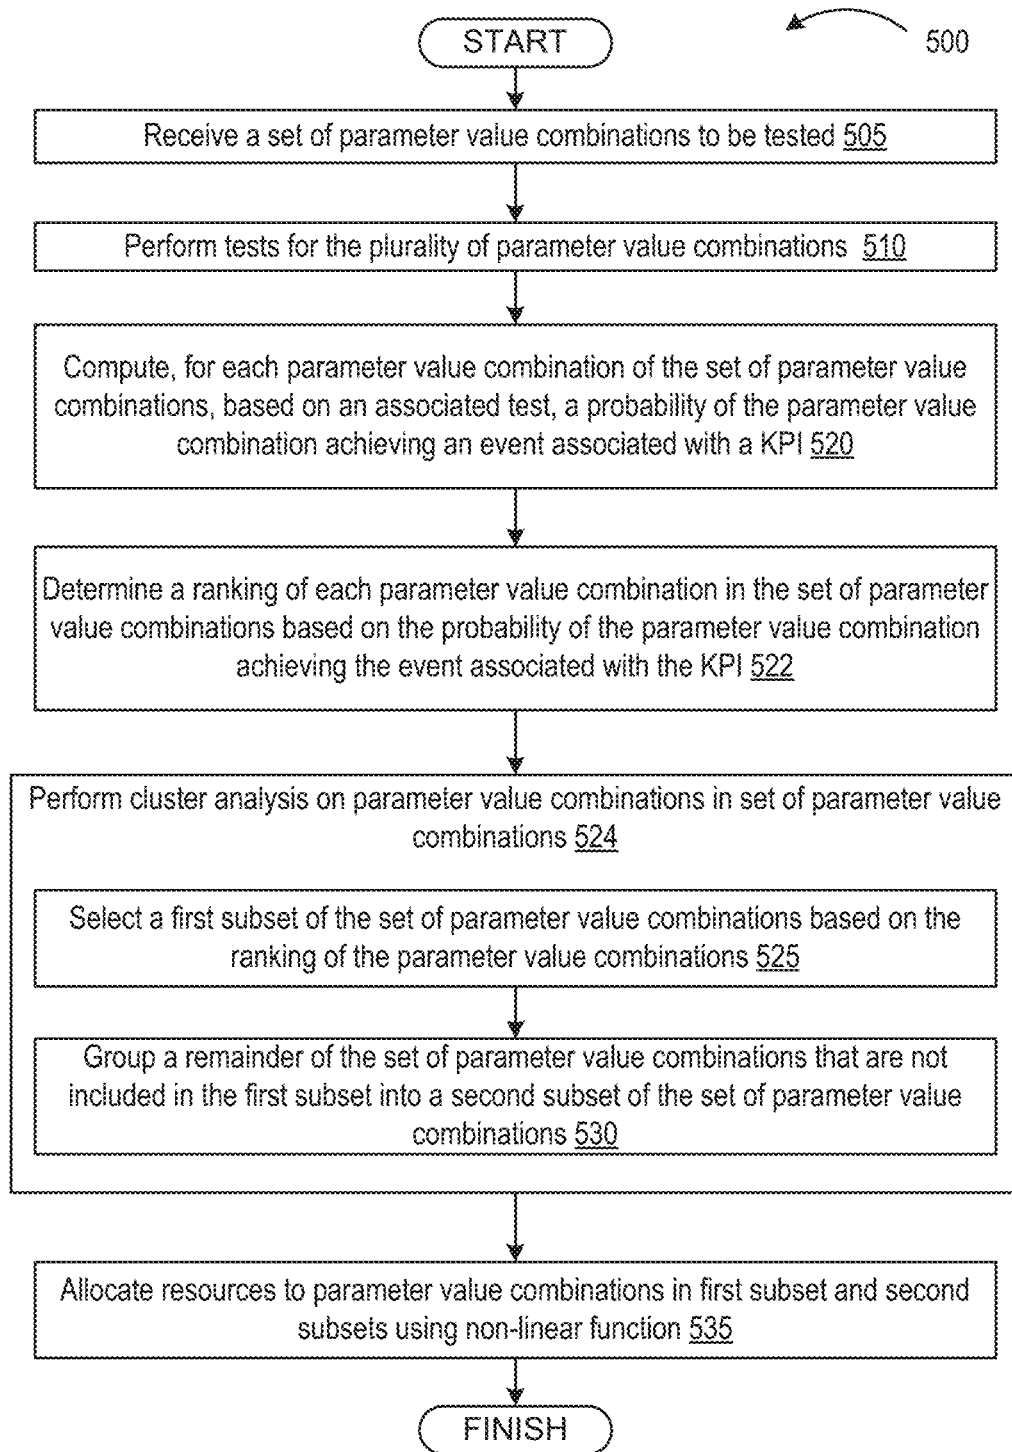 START
500
Receive a set of parameter value combinations to be tested 505
Perform tests for the plurality of parameter value combinations 510
Compute, for each parameter value combination of the set of parameter value
combinations, based on an associated test, a probability of the parameter value
combination achieving an event associated with a KPI 520
Determine a ranking of each parameter value combination in the set of parameter
value combinations based on the probability of the parameter value combination
achieving the event associated with the KPI 522
Perform cluster analysis on parameter value combinations in set of parameter value
combinations 524
Select a first subset of the set of parameter value combinations based on the
ranking of the parameter value combinations 525
Group a remainder of the set of parameter value combinations that are not
included in the first subset into a second subset of the set of parameter value
combinations 530
Allocate resources to parameter value combinations in first subset and second
subsets using non-linear function 535
FINISH